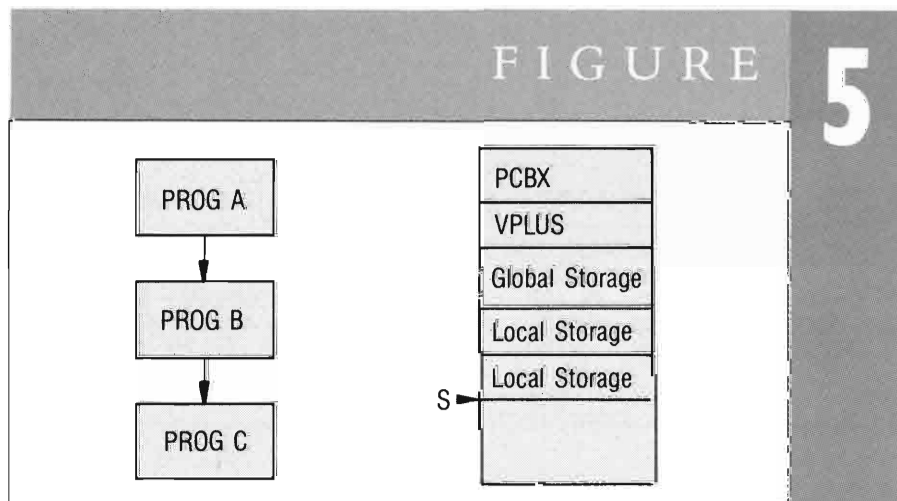 FIGURE 5
PROG A
PROG B
PROG C
PCBX
VPLUS
Global Storage
Local Storage
Local Storage
S